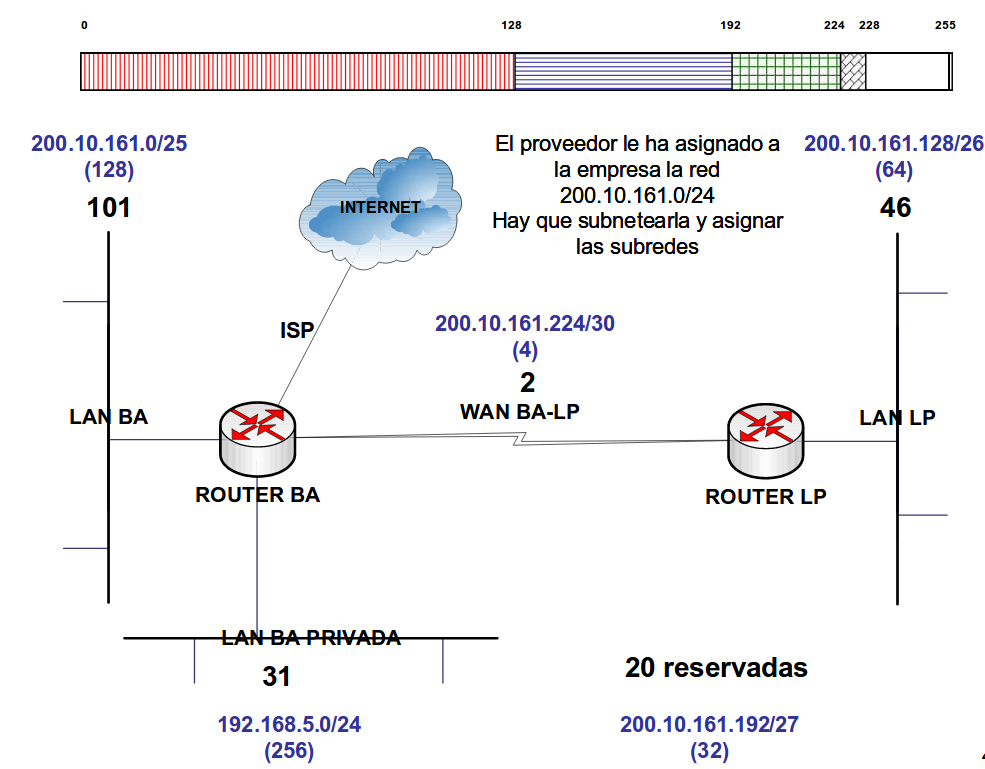 0 128 192 224 228 255
200.10.161.0/25
(128)
101
INTERNET
El proveedor le ha asignado a
la empresa la red
200.10.161.0/24
Hay que subnetearla y asignar
las subredes
200.10.161.128/26
(64)
46
ISP
200.10.161.224/30
(4)
2
WAN BA-LP
LAN BA
LAN LP
ROUTER BA
ROUTER LP
LAN BA PRIVADA
31
192.168.5.0/24
(256)
20 reservadas
200.10.161.192/27
(32)